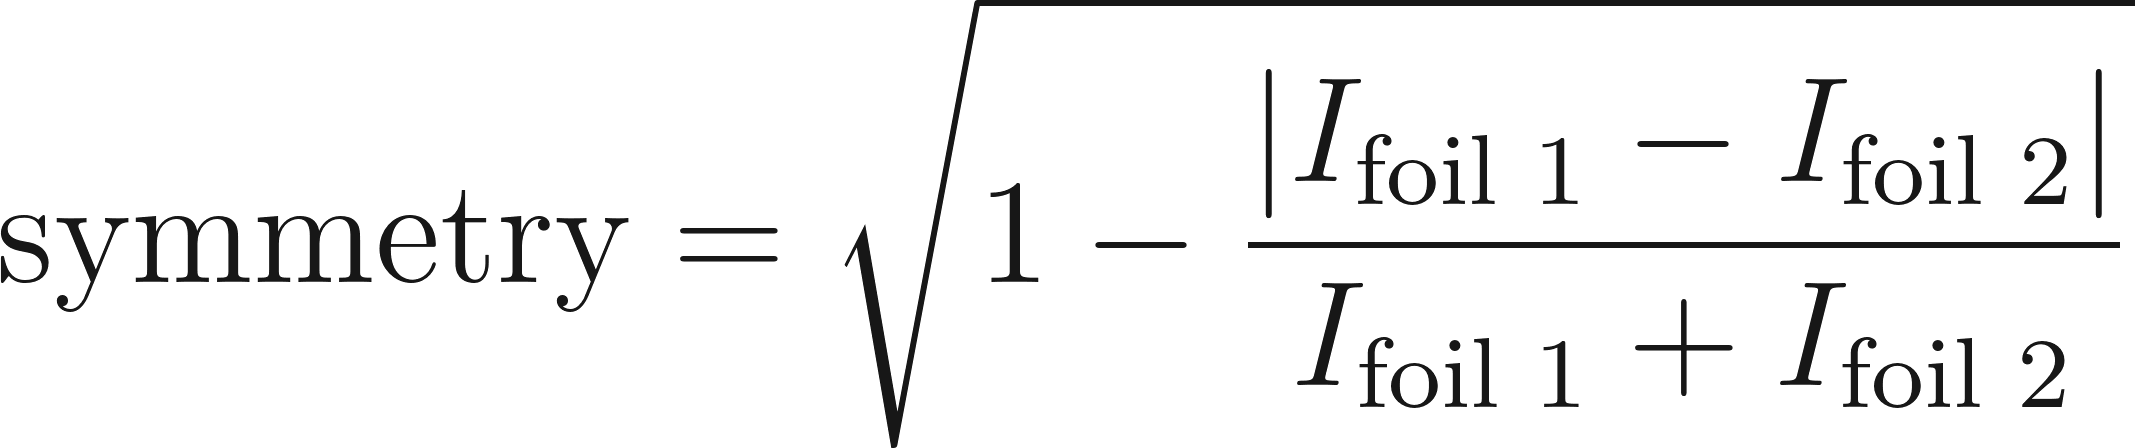 symmetry = √(1 − |I_foil 1 − I_foil 2| / (I_foil 1 + I_foil 2))